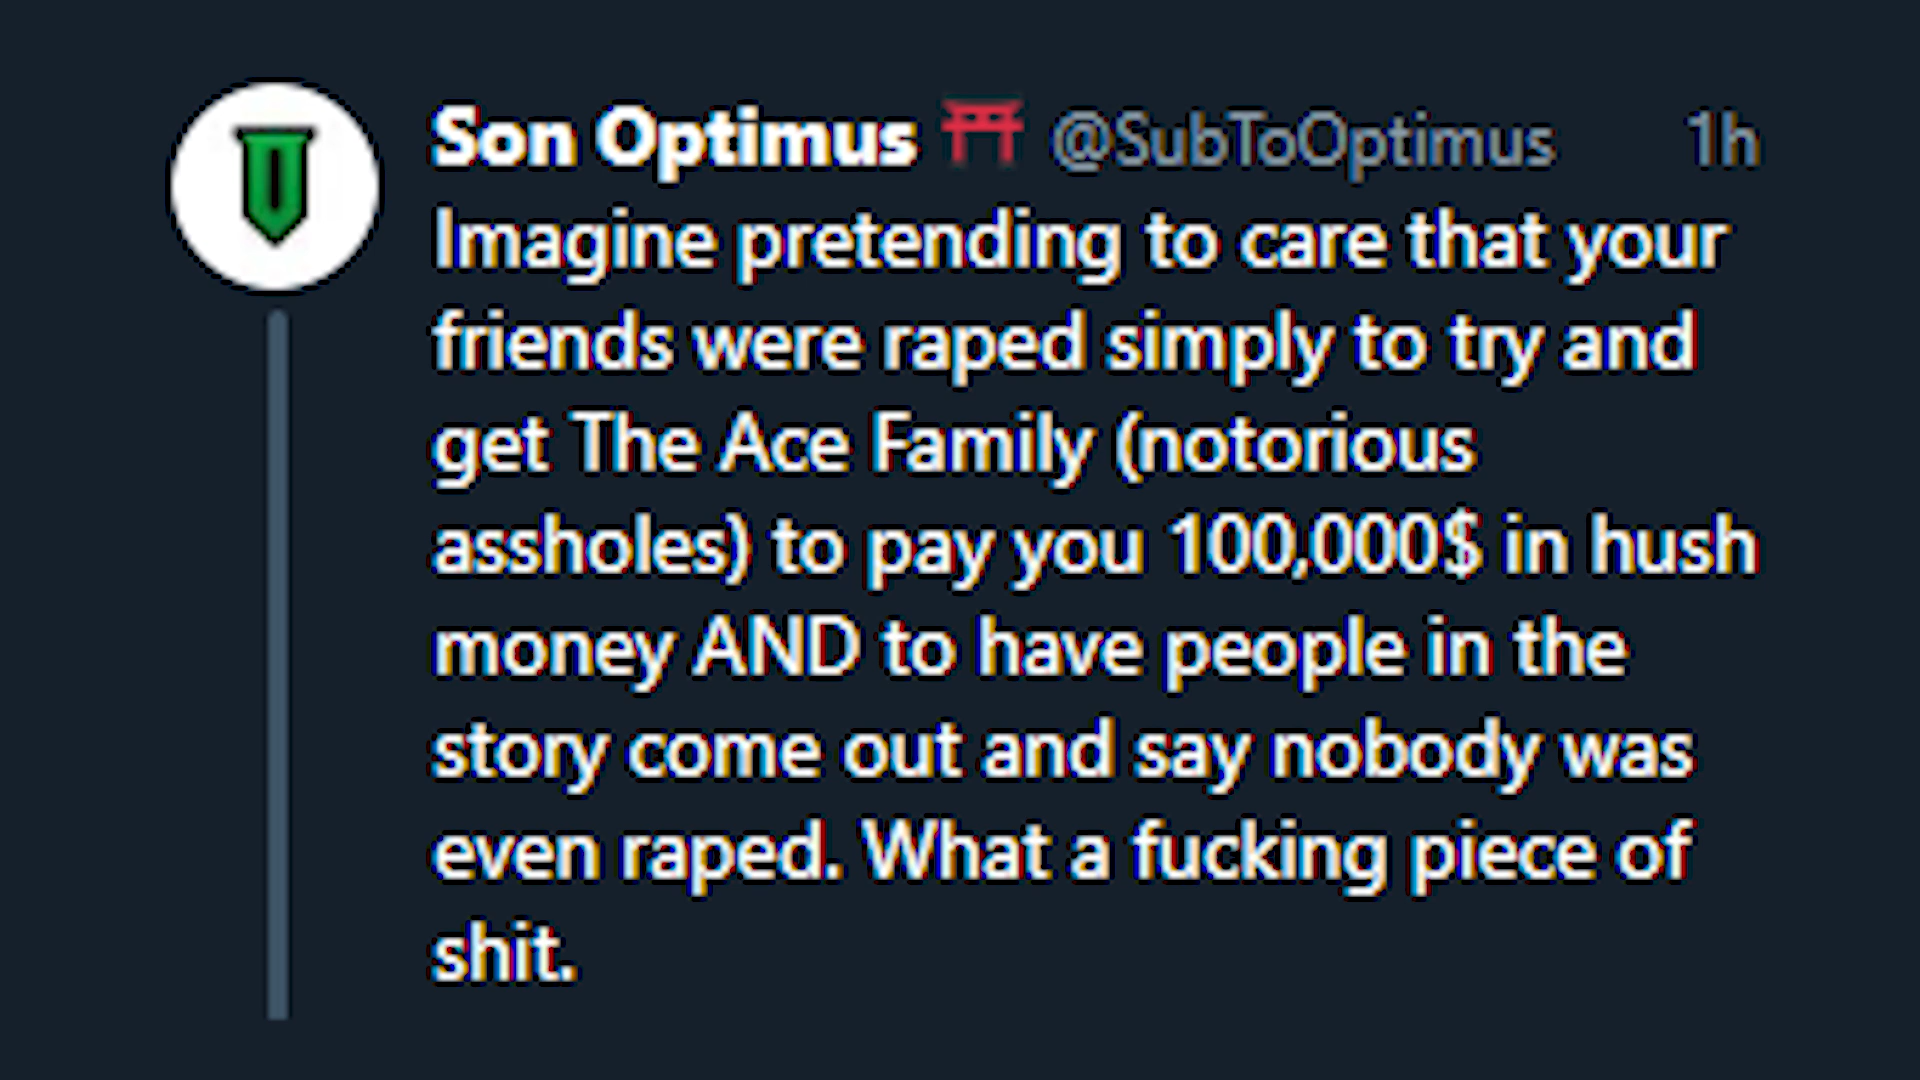 Son Optimus ⛩ @SubToOptimus 1h
Imagine pretending to care that your
friends were raped simply to try and
get The Ace Family (notorious
assholes) to pay you 100,000$ in hush
money AND to have people in the
story come out and say nobody was
even raped. What a fucking piece of
shit.